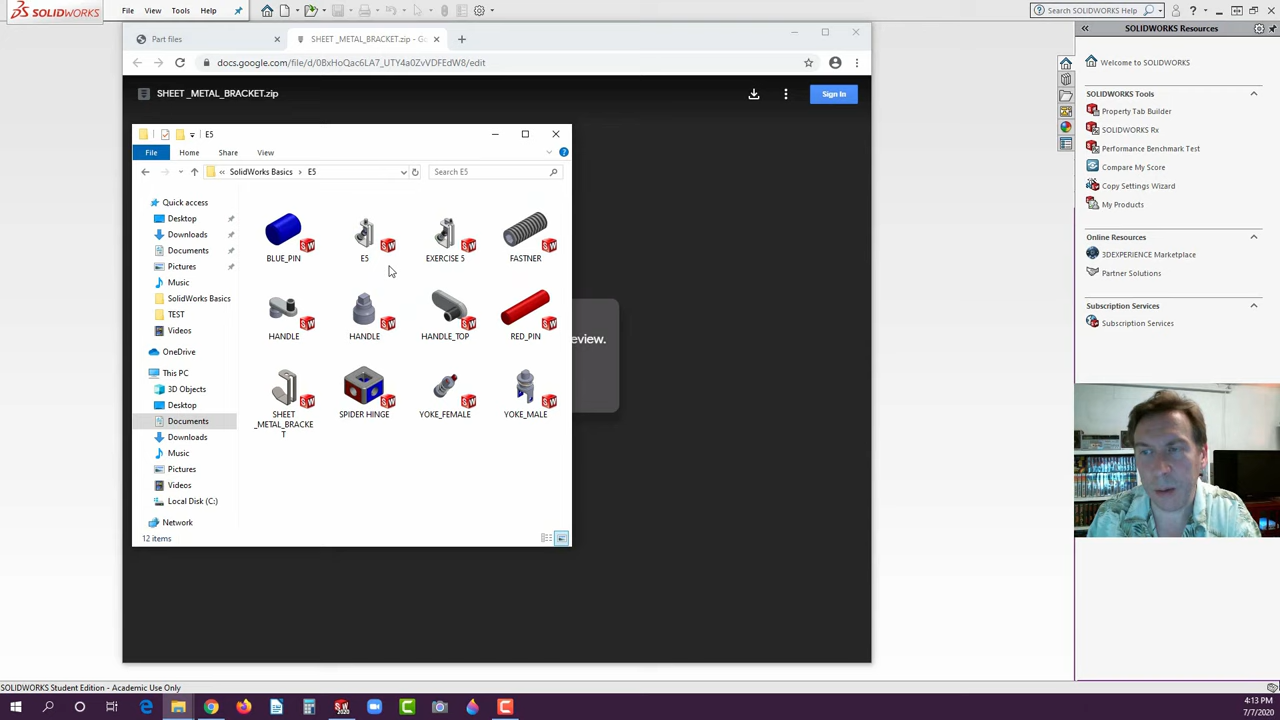 SOLIDWORKS File View Tools Help Search SOLIDWORKS Help
Part files SHEET _METAL_BRACKET.zip - Go
docs.google.com/file/d/0BxHoQac6LA7_UTY4a0ZvVDFEdW8/edit
SHEET _METAL_BRACKET.zip Sign In
E5
File Home Share View
SolidWorks Basics > E5 Search E5
Quick access
Desktop
Downloads
Documents
Pictures
Music
SolidWorks Basics
TEST
Videos
OneDrive
This PC
3D Objects
Desktop
Documents
Downloads
Music
Pictures
Videos
Local Disk (C:)
Network
BLUE_PIN E5 EXERCISE 5 FASTNER
HANDLE HANDLE HANDLE_TOP RED_PIN
SHEET _METAL_BRACKET SPIDER HINGE YOKE_FEMALE YOKE_MALE
12 items
eview.
SOLIDWORKS Resources
Welcome to SOLIDWORKS
SOLIDWORKS Tools
Property Tab Builder
SOLIDWORKS Rx
Performance Benchmark Test
Compare My Score
Copy Settings Wizard
My Products
Online Resources
3DEXPERIENCE Marketplace
Partner Solutions
Subscription Services
Subscription Services
SOLIDWORKS Student Edition - Academic Use Only
4:13 PM
7/7/2020